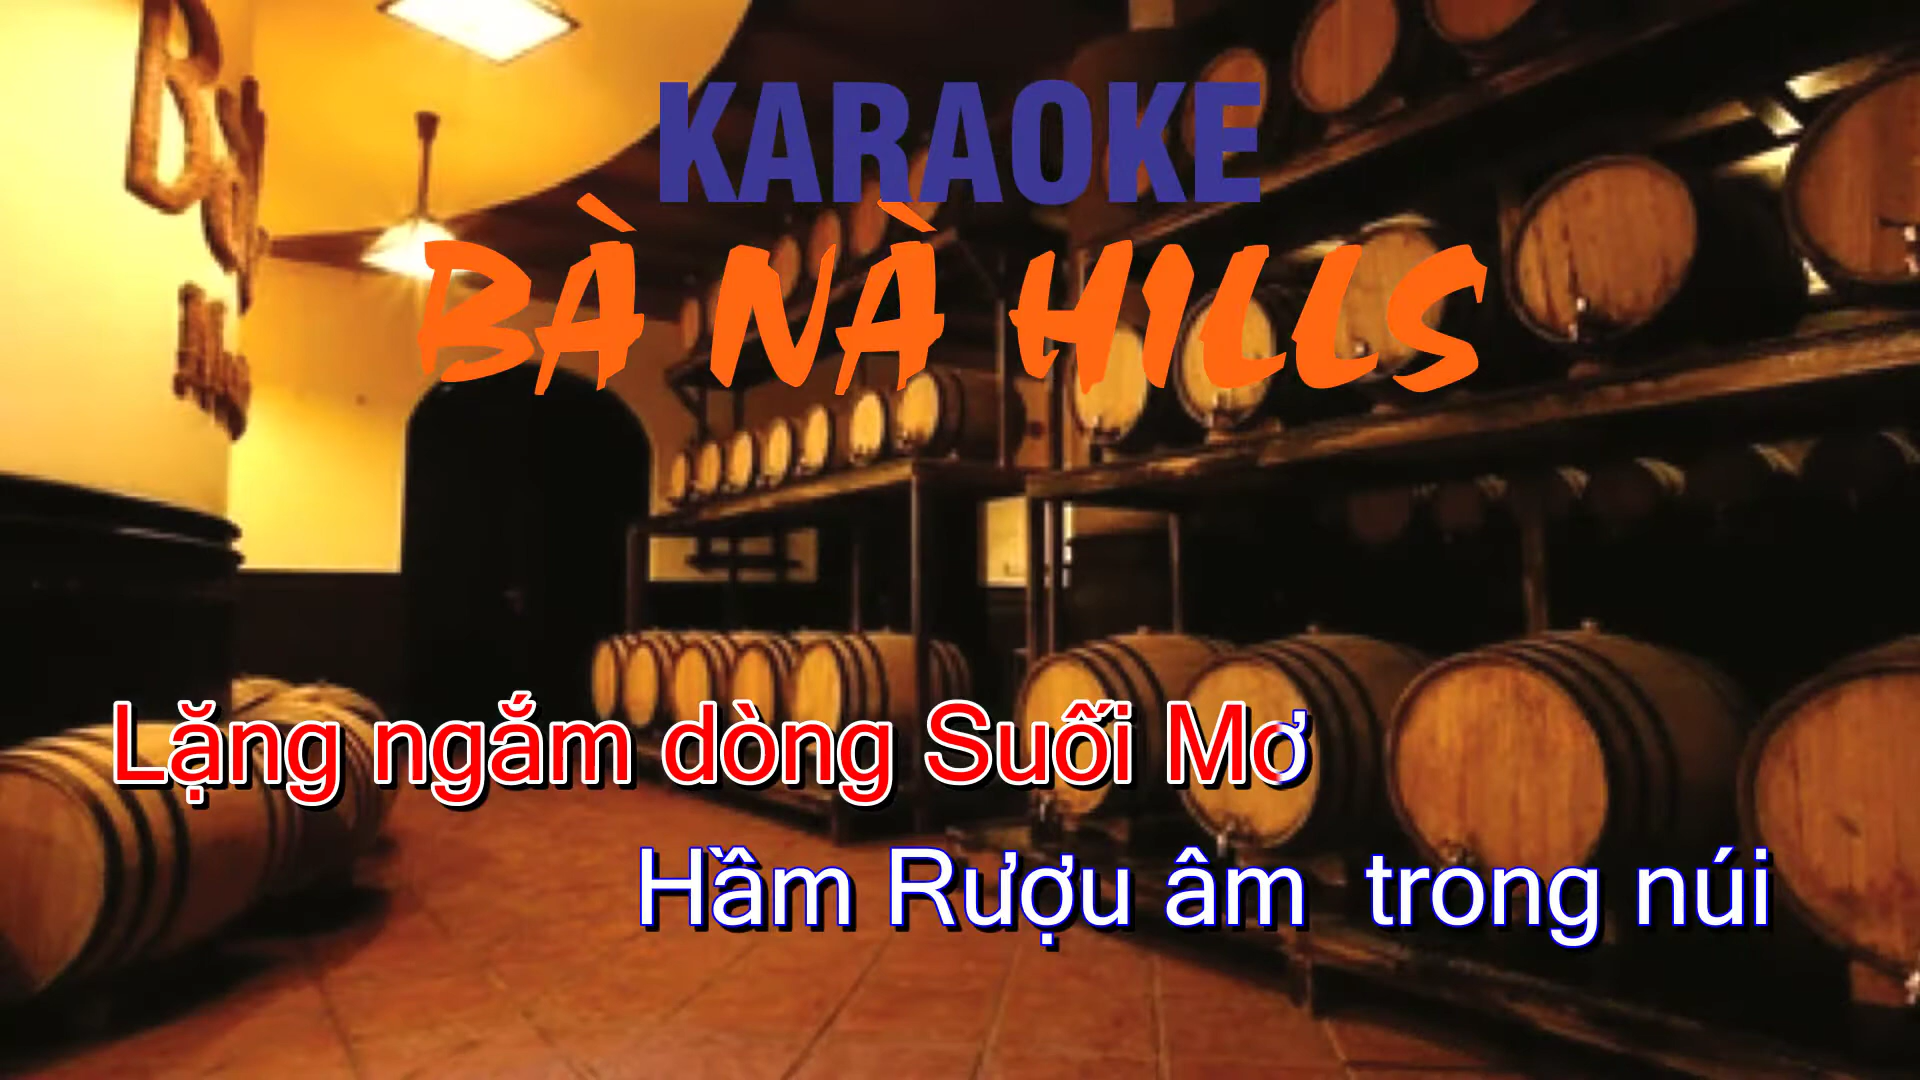 KARAOKE
BÀ NÀ HILLS
Lặng ngắm dòng Suối Mơ
Hầm Rượu âm  trong núi